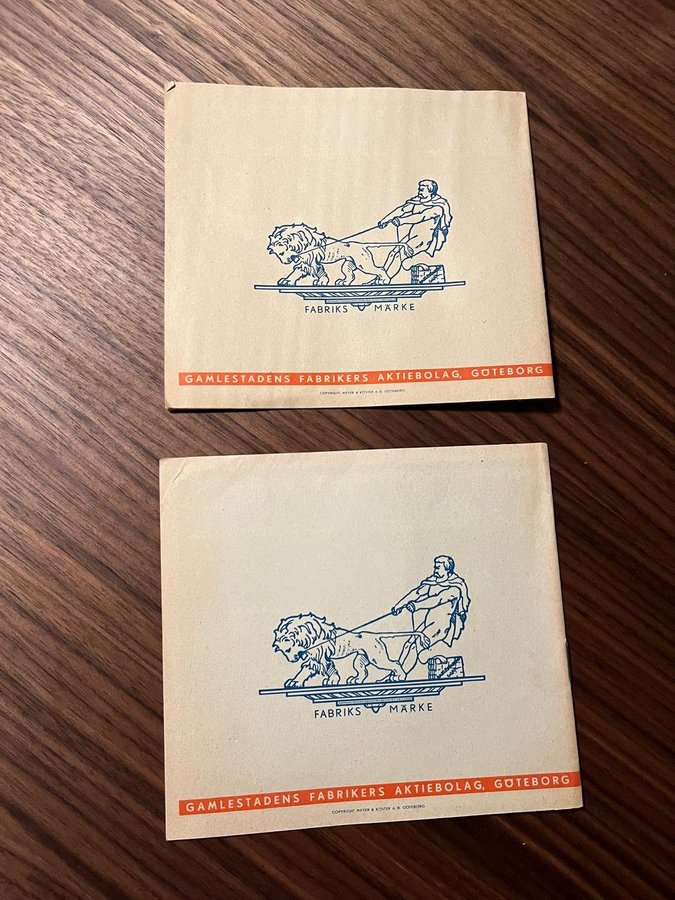 FABRIKS MÄRKE
GAMLESTADENS FABRIKERS AKTIEBOLAG, GÖTEBORG
COPYRIGHT MEYER & KÖSTER A.-B. GÖTEBORG
FABRIKS MÄRKE
GAMLESTADENS FABRIKERS AKTIEBOLAG, GÖTEBORG
COPYRIGHT MEYER & KÖSTER A.-B. GÖTEBORG